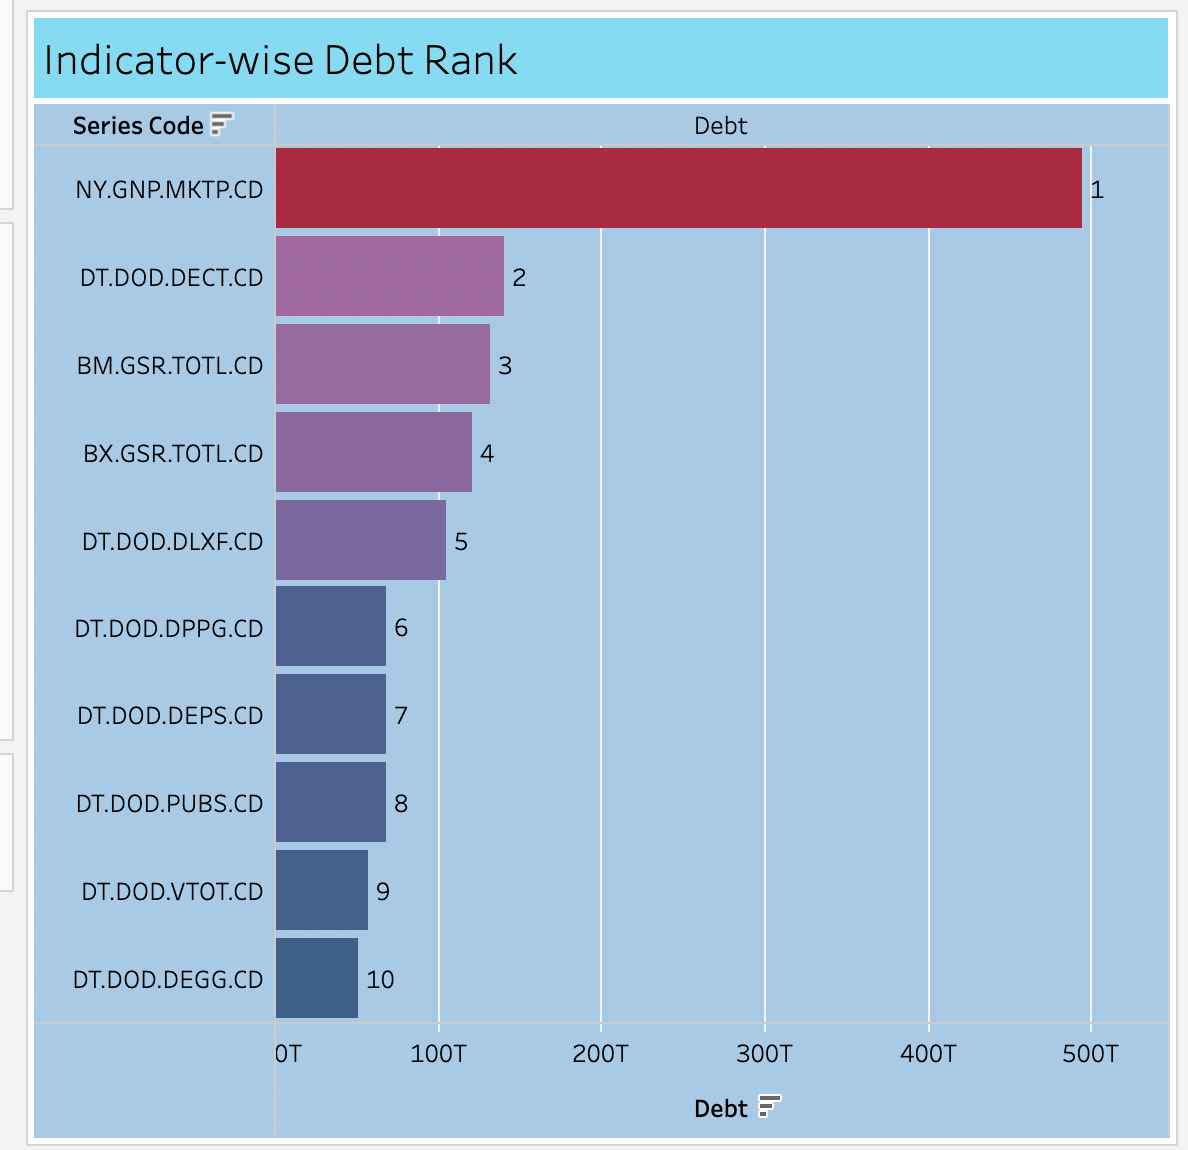 Indicator-wise Debt Rank
Series Code Debt
NY.GNP.MKTP.CD 1
DT.DOD.DECT.CD 2
BM.GSR.TOTL.CD 3
BX.GSR.TOTL.CD 4
DT.DOD.DLXF.CD 5
DT.DOD.DPPG.CD 6
DT.DOD.DEPS.CD 7
DT.DOD.PUBS.CD 8
DT.DOD.VTOT.CD 9
DT.DOD.DEGG.CD 10
0T 100T 200T 300T 400T 500T
Debt